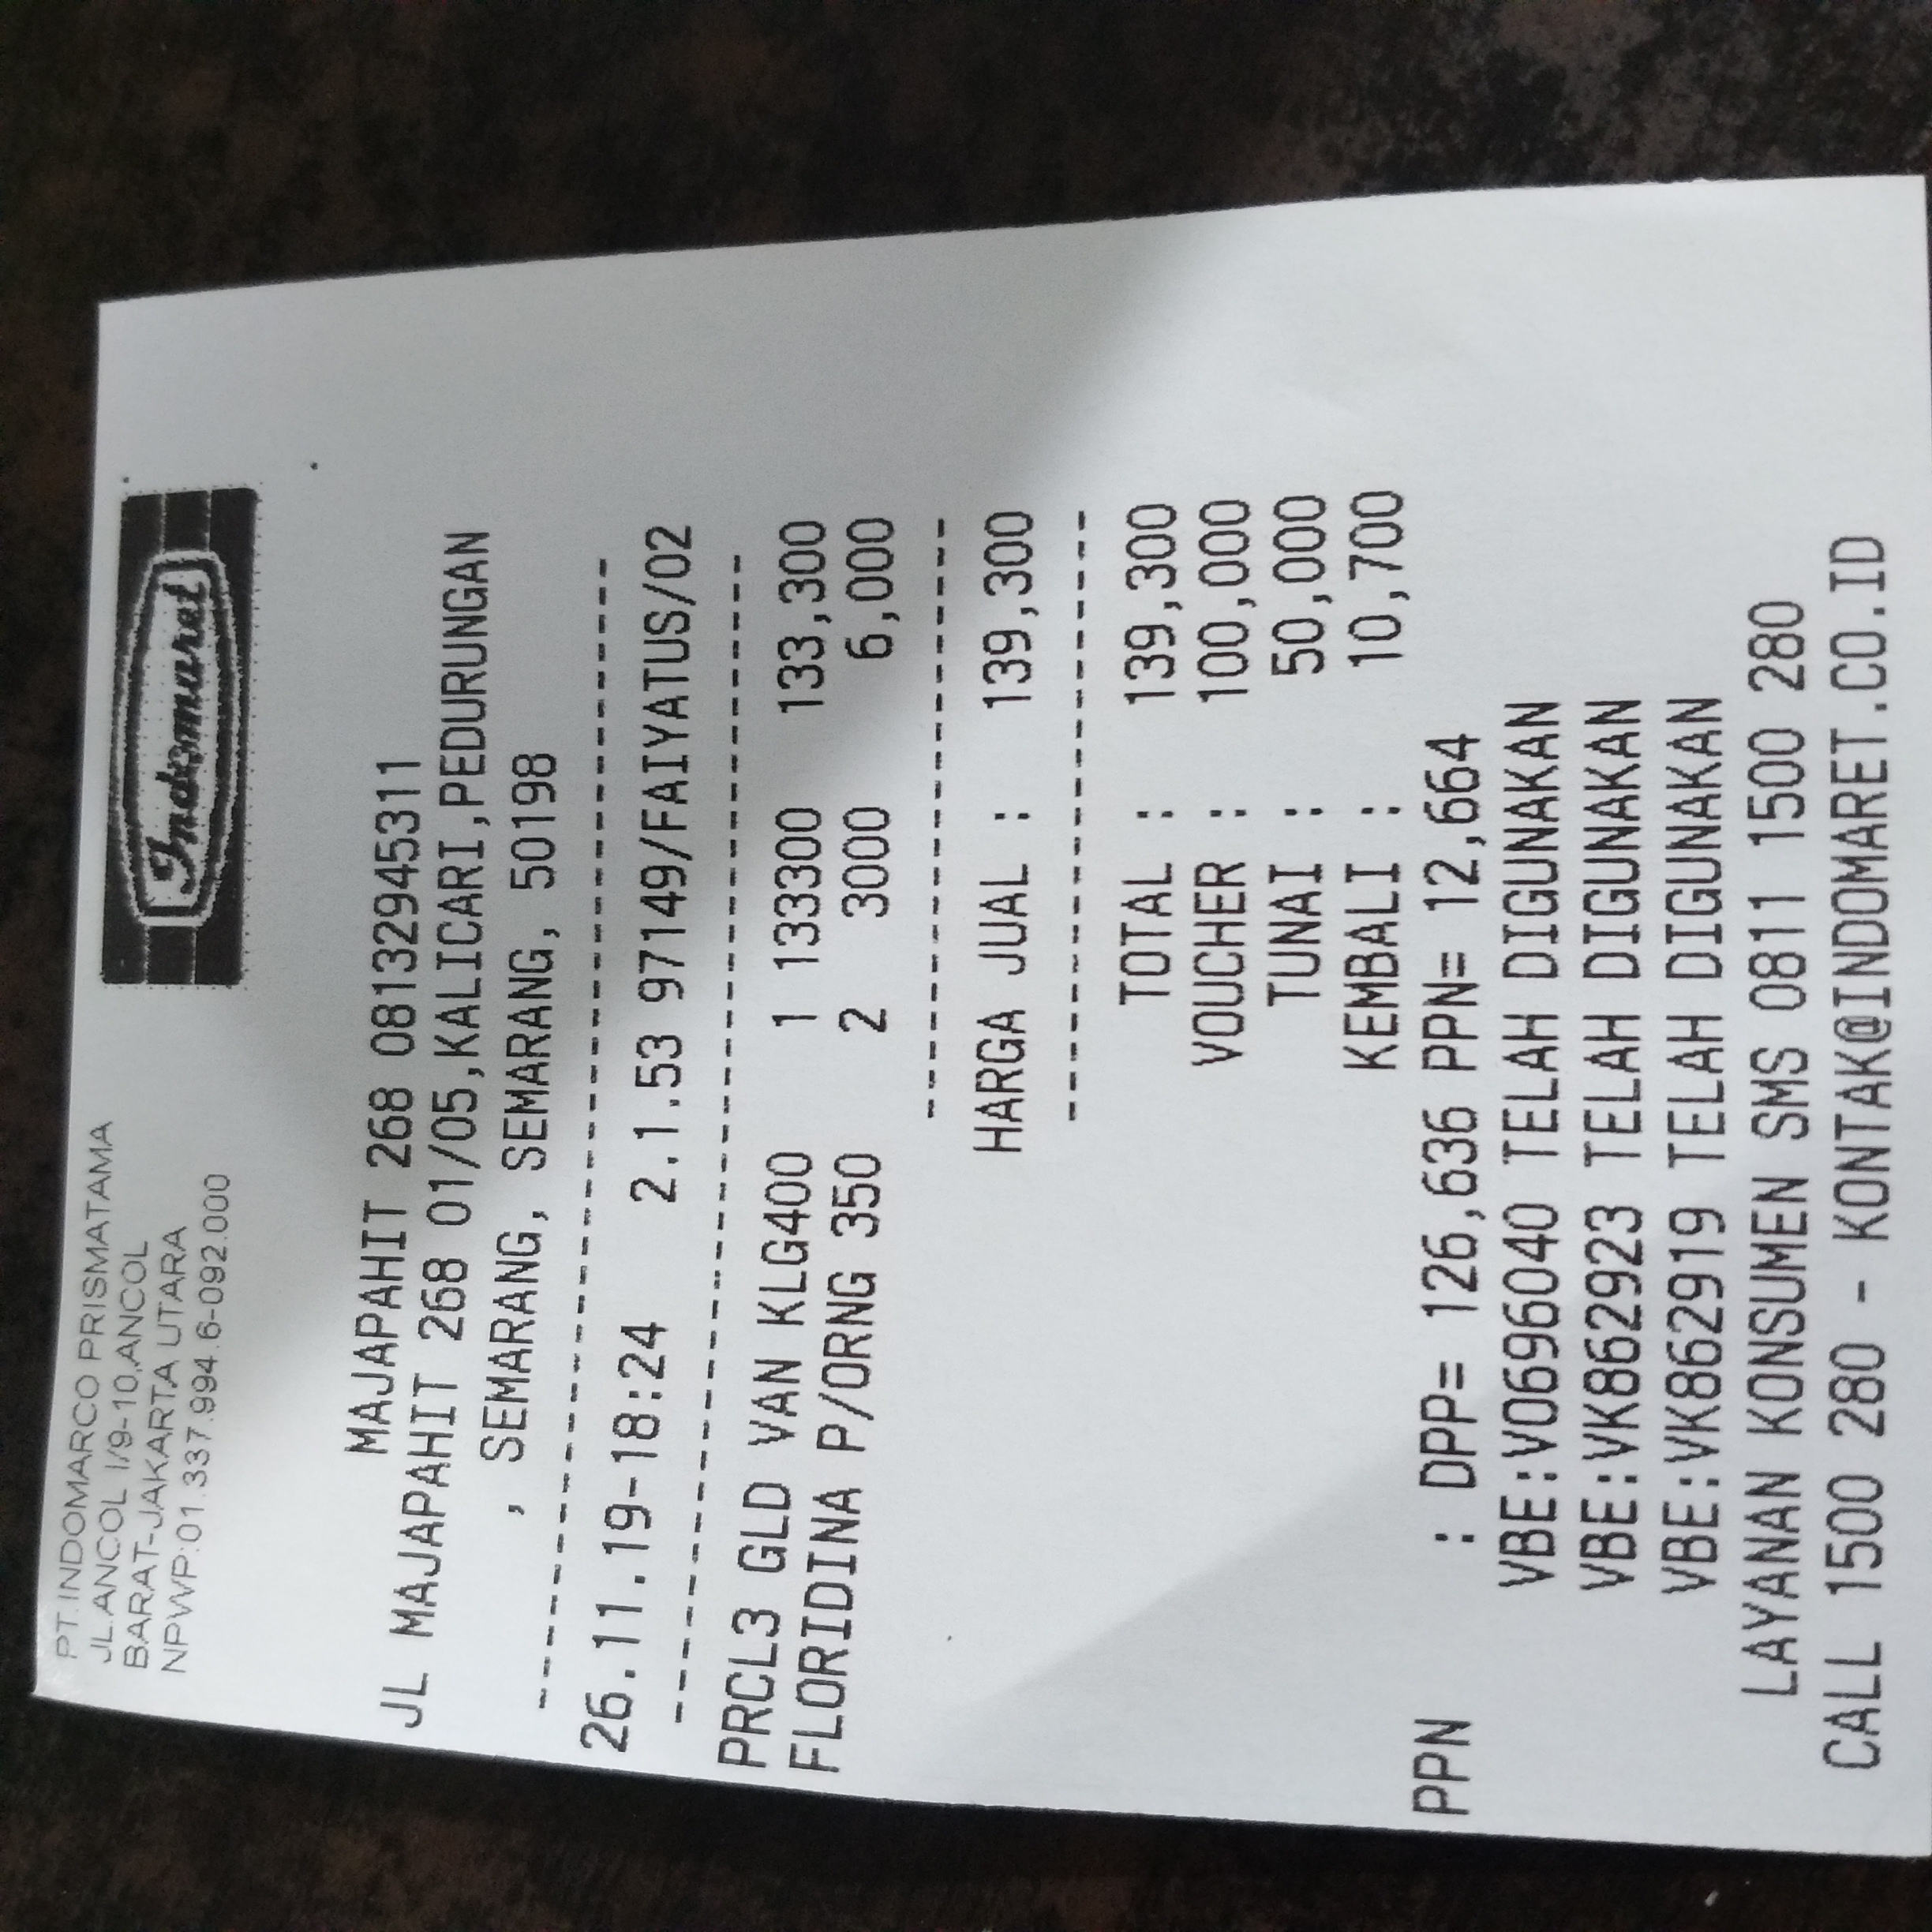 PT.INDOMARCO PRISMATAMA
JL.ANCOL I/9-10,ANCOL
BARAT-JAKARTA UTARA
NPWP:01.337.994.6-092.000
Indomaret
MAJAPAHIT 268 08132945311
JL MAJAPAHIT 268 01/05,KALICARI,PEDURUNGAN
, SEMARANG, SEMARANG, 50198
26.11.19-18:24 2.1.53 97149/FAIYATUS/02
PRCL3 GLD VAN KLG400 1 133300 133,300
FLORIDINA P/ORNG 350 2 3000 6,000
HARGA JUAL : 139,300
TOTAL : 139,300
VOUCHER : 100,000
TUNAI : 50,000
KEMBALI : 10,700
PPN : DPP= 126,636 PPN= 12,664
VBE:V0696040 TELAH DIGUNAKAN
VBE:VK862923 TELAH DIGUNAKAN
VBE:VK862919 TELAH DIGUNAKAN
LAYANAN KONSUMEN SMS 0811 1500 280
CALL 1500 280 - KONTAK@INDOMARET.CO.ID